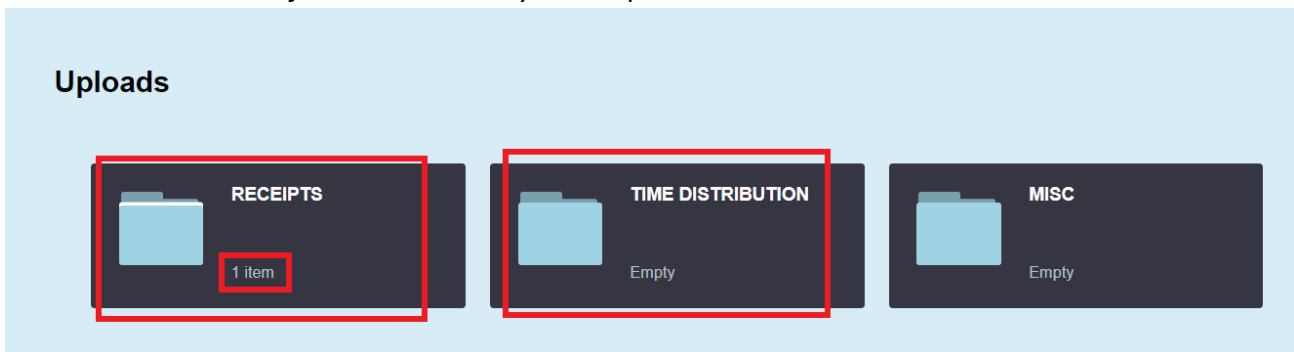 Uploads
RECEIPTS
1 item
TIME DISTRIBUTION
Empty
MISC
Empty